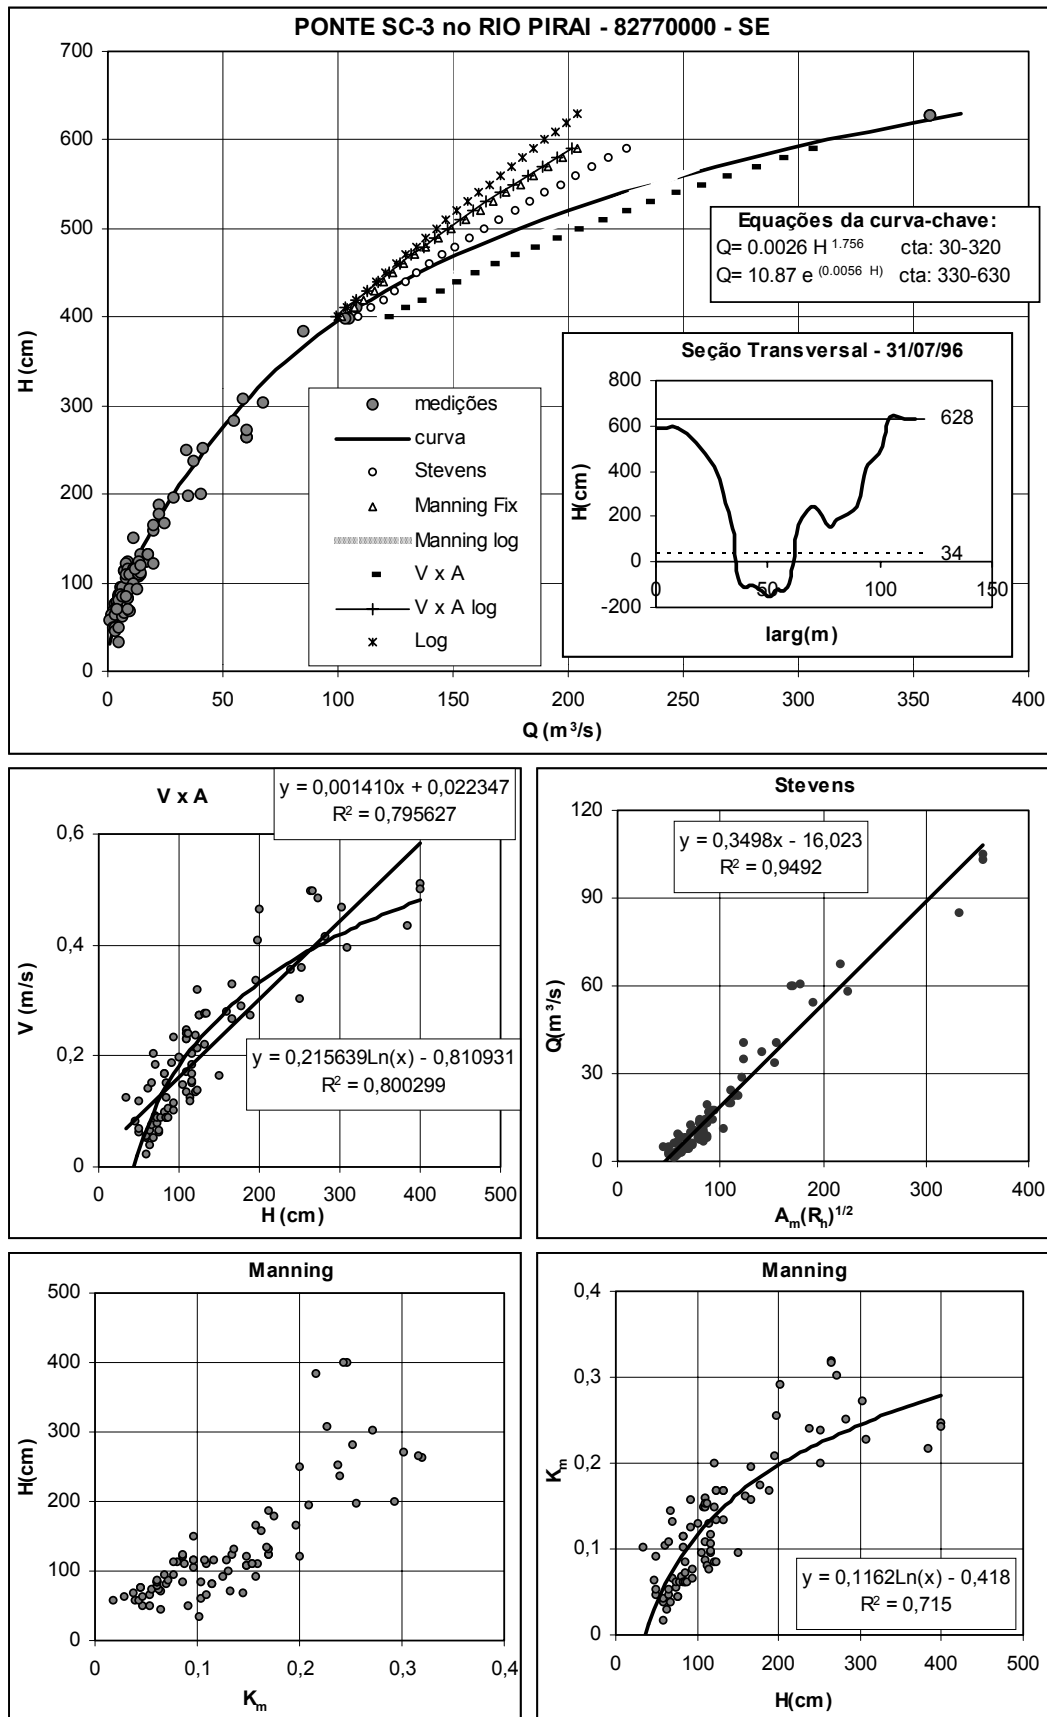 PONTE SC-3 no RIO PIRAI - 82770000 - SE
700
600
500
400
300
200
100
0
H (cm)
0 50 100 150 200 250 300 350 400
Q (m³/s)
Equações da curva-chave:
Q= 0.0026 H 1.756 cta: 30-320
Q= 10.87 e (0.0056 H) cta: 330-630
medições
curva
Stevens
Manning Fix
Manning log
V x A
V x A log
Log
Seção Transversal - 31/07/96
800
600
400
200
0
-200
H(cm)
628
34
0 50 100 150
larg(m)
V x A
y = 0,001410x + 0,022347
R² = 0,795627
0,6
0,4
0,2
0
V (m/s)
y = 0,215639Ln(x) - 0,810931
R² = 0,800299
0 100 200 300 400 500
H (cm)
Stevens
120
90
60
30
0
Q(m³/s)
y = 0,3498x - 16,023
R² = 0,9492
0 100 200 300 400
Am(Rh)1/2
Manning
500
400
300
200
100
0
H(cm)
0 0,1 0,2 0,3 0,4
Km
Manning
0,4
0,3
0,2
0,1
0
Km
y = 0,1162Ln(x) - 0,418
R² = 0,715
0 100 200 300 400 500
H(cm)